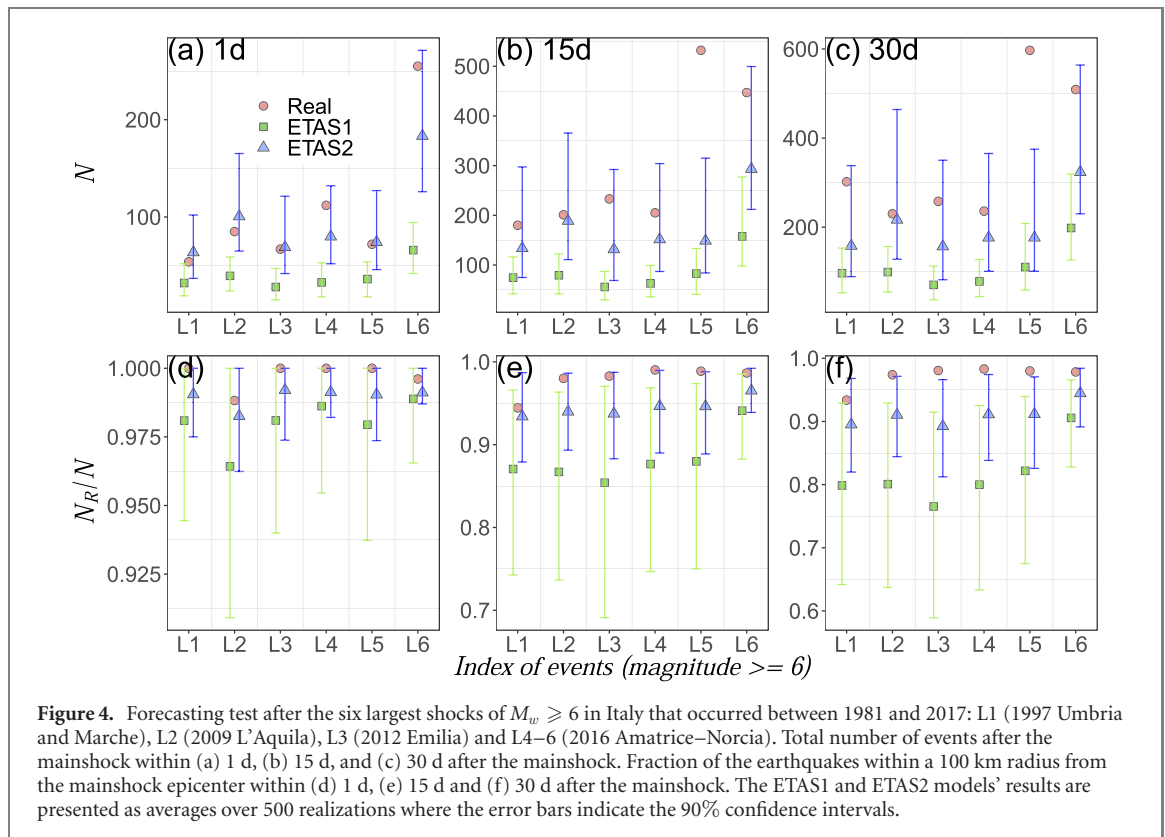 (a) 1d
(b) 15d
(c) 30d
N
200
100
Real
ETAS1
ETAS2
L1 L2 L3 L4 L5 L6
500
400
300
200
100
L1 L2 L3 L4 L5 L6
600
400
200
L1 L2 L3 L4 L5 L6
(d)
(e)
(f)
N_R/N
1.000
0.975
0.950
0.925
L1 L2 L3 L4 L5 L6
1.0
0.9
0.8
0.7
L1 L2 L3 L4 L5 L6
1.0
0.9
0.8
0.7
0.6
L1 L2 L3 L4 L5 L6
Index of events (magnitude >= 6)
Figure 4. Forecasting test after the six largest shocks of M_w ⩾ 6 in Italy that occurred between 1981 and 2017: L1 (1997 Umbria
and Marche), L2 (2009 L'Aquila), L3 (2012 Emilia) and L4–6 (2016 Amatrice–Norcia). Total number of events after the
mainshock within (a) 1 d, (b) 15 d, and (c) 30 d after the mainshock. Fraction of the earthquakes within a 100 km radius from
the mainshock epicenter within (d) 1 d, (e) 15 d and (f) 30 d after the mainshock. The ETAS1 and ETAS2 models' results are
presented as averages over 500 realizations where the error bars indicate the 90% confidence intervals.